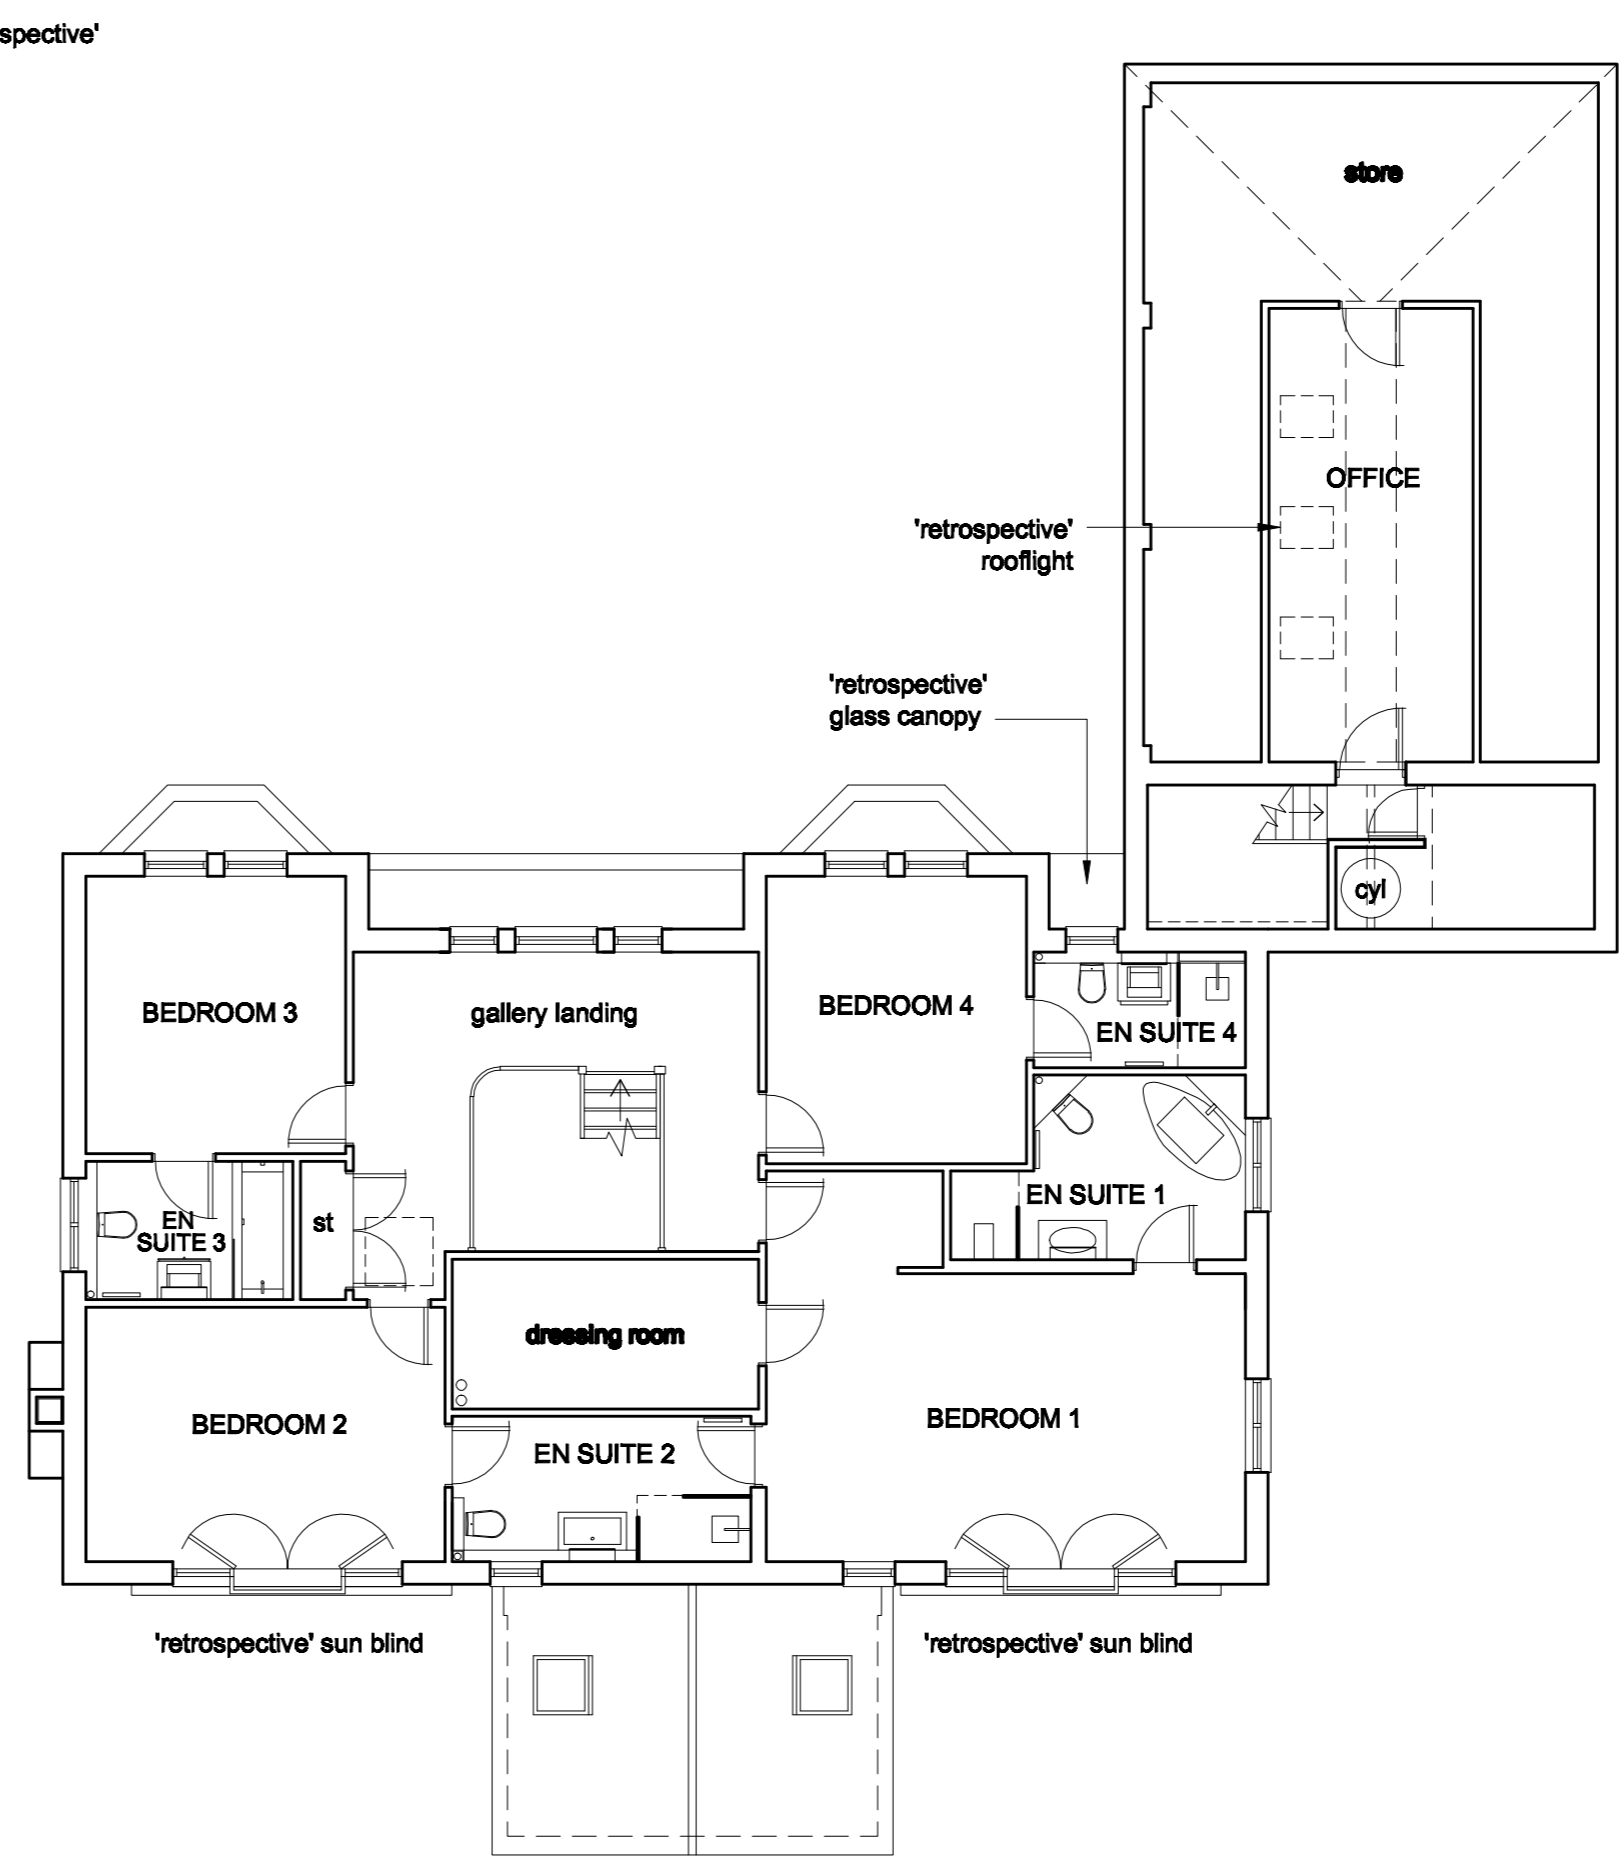 spective'
store
OFFICE
'retrospective'
rooflight
'retrospective'
glass canopy
cyl
BEDROOM 3
gallery landing
BEDROOM 4
EN SUITE 4
EN SUITE 1
EN
SUITE 3
st
dressing room
BEDROOM 2
BEDROOM 1
EN SUITE 2
'retrospective' sun blind
'retrospective' sun blind